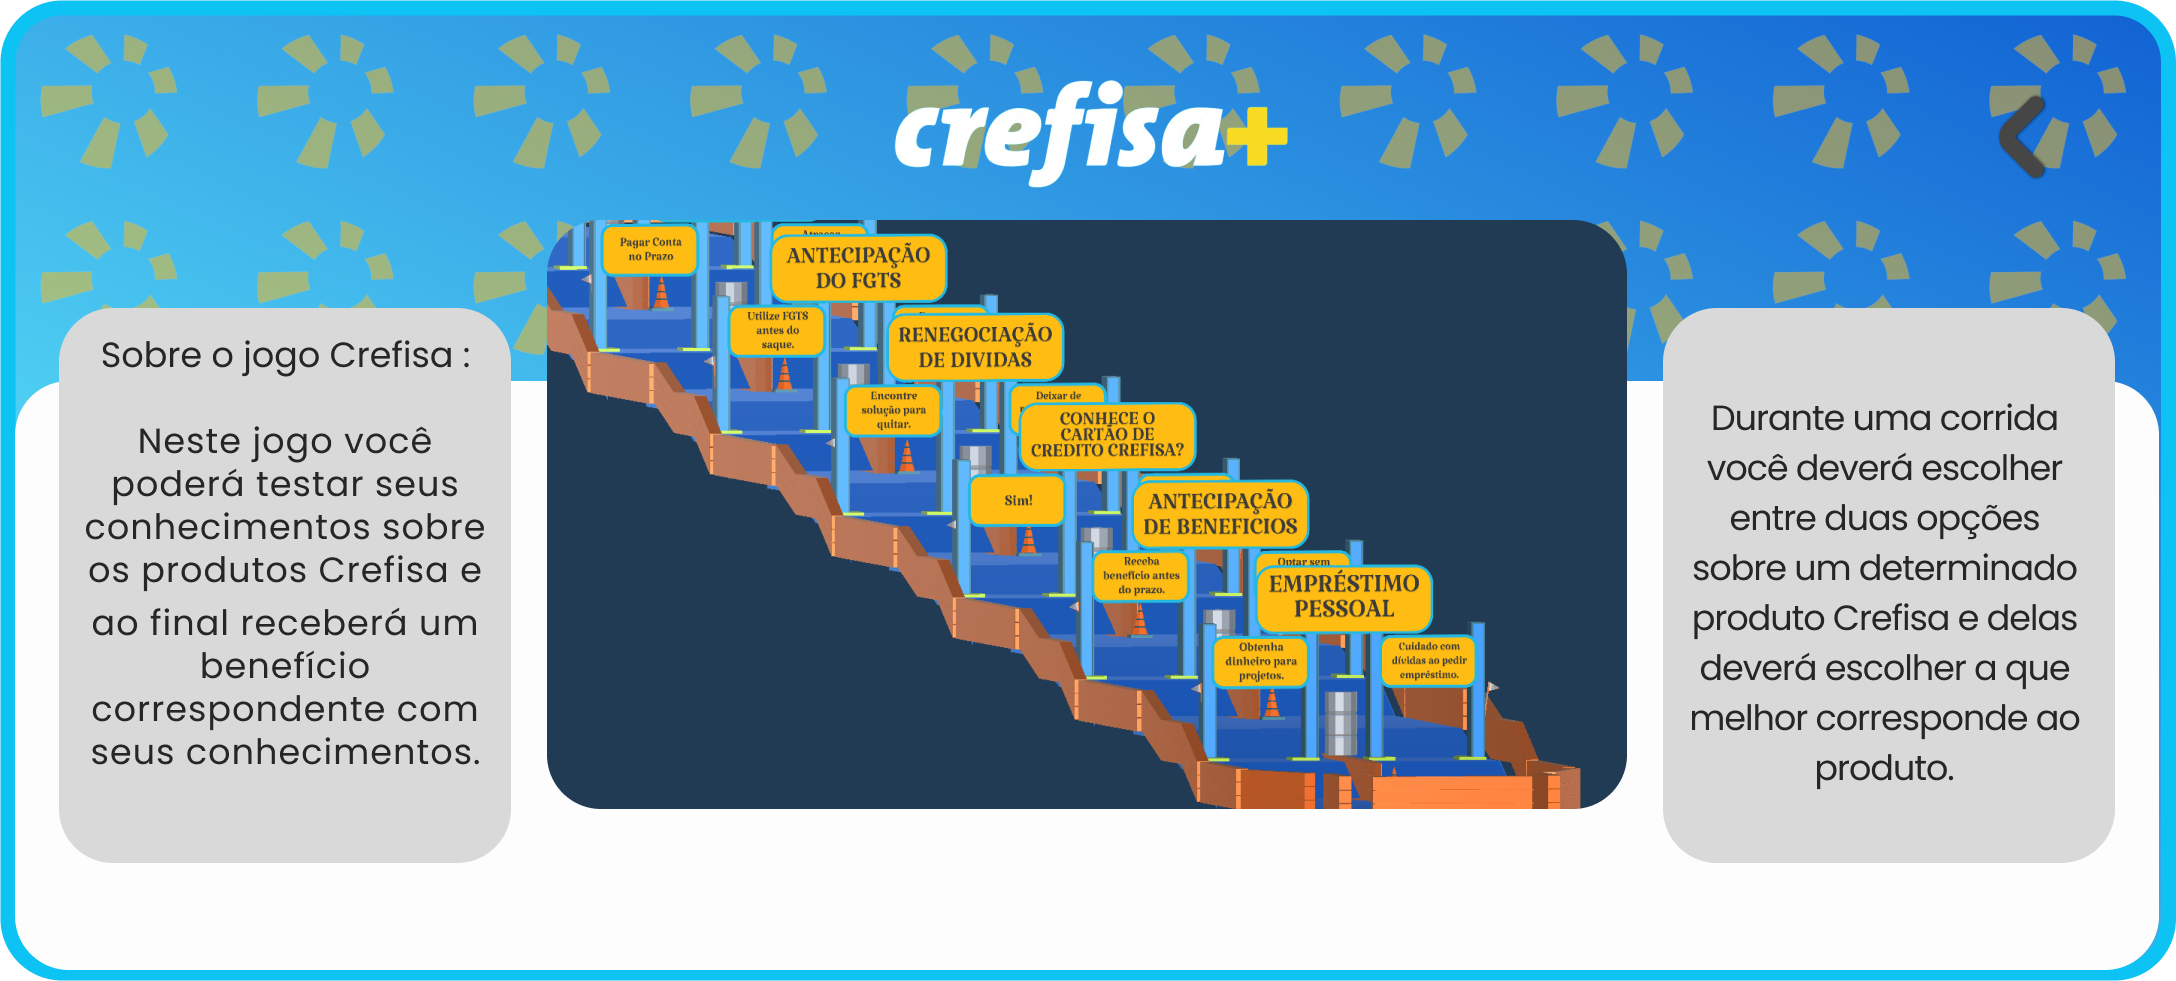 crefisa+
Sobre o jogo Crefisa :
Neste jogo você
poderá testar seus
conhecimentos sobre
os produtos Crefisa e
ao final receberá um
benefício
correspondente com
seus conhecimentos.
Pagar Conta
no Prazo
ANTECIPAÇÃO
DO FGTS
Utilize FGTS
antes do
saque.
RENEGOCIAÇÃO
DE DIVIDAS
Encontre
solução para
quitar.
Deixar de
CONHECE O
CARTÃO DE
CREDITO CREFISA?
Sim!
ANTECIPAÇÃO
DE BENEFICIOS
Receba
benefício antes
do prazo.
Optar sem
EMPRÉSTIMO
PESSOAL
Obtenha
dinheiro para
projetos.
Cuidado com
dívidas ao pedir
empréstimo.
Durante uma corrida
você deverá escolher
entre duas opções
sobre um determinado
produto Crefisa e delas
deverá escolher a que
melhor corresponde ao
produto.